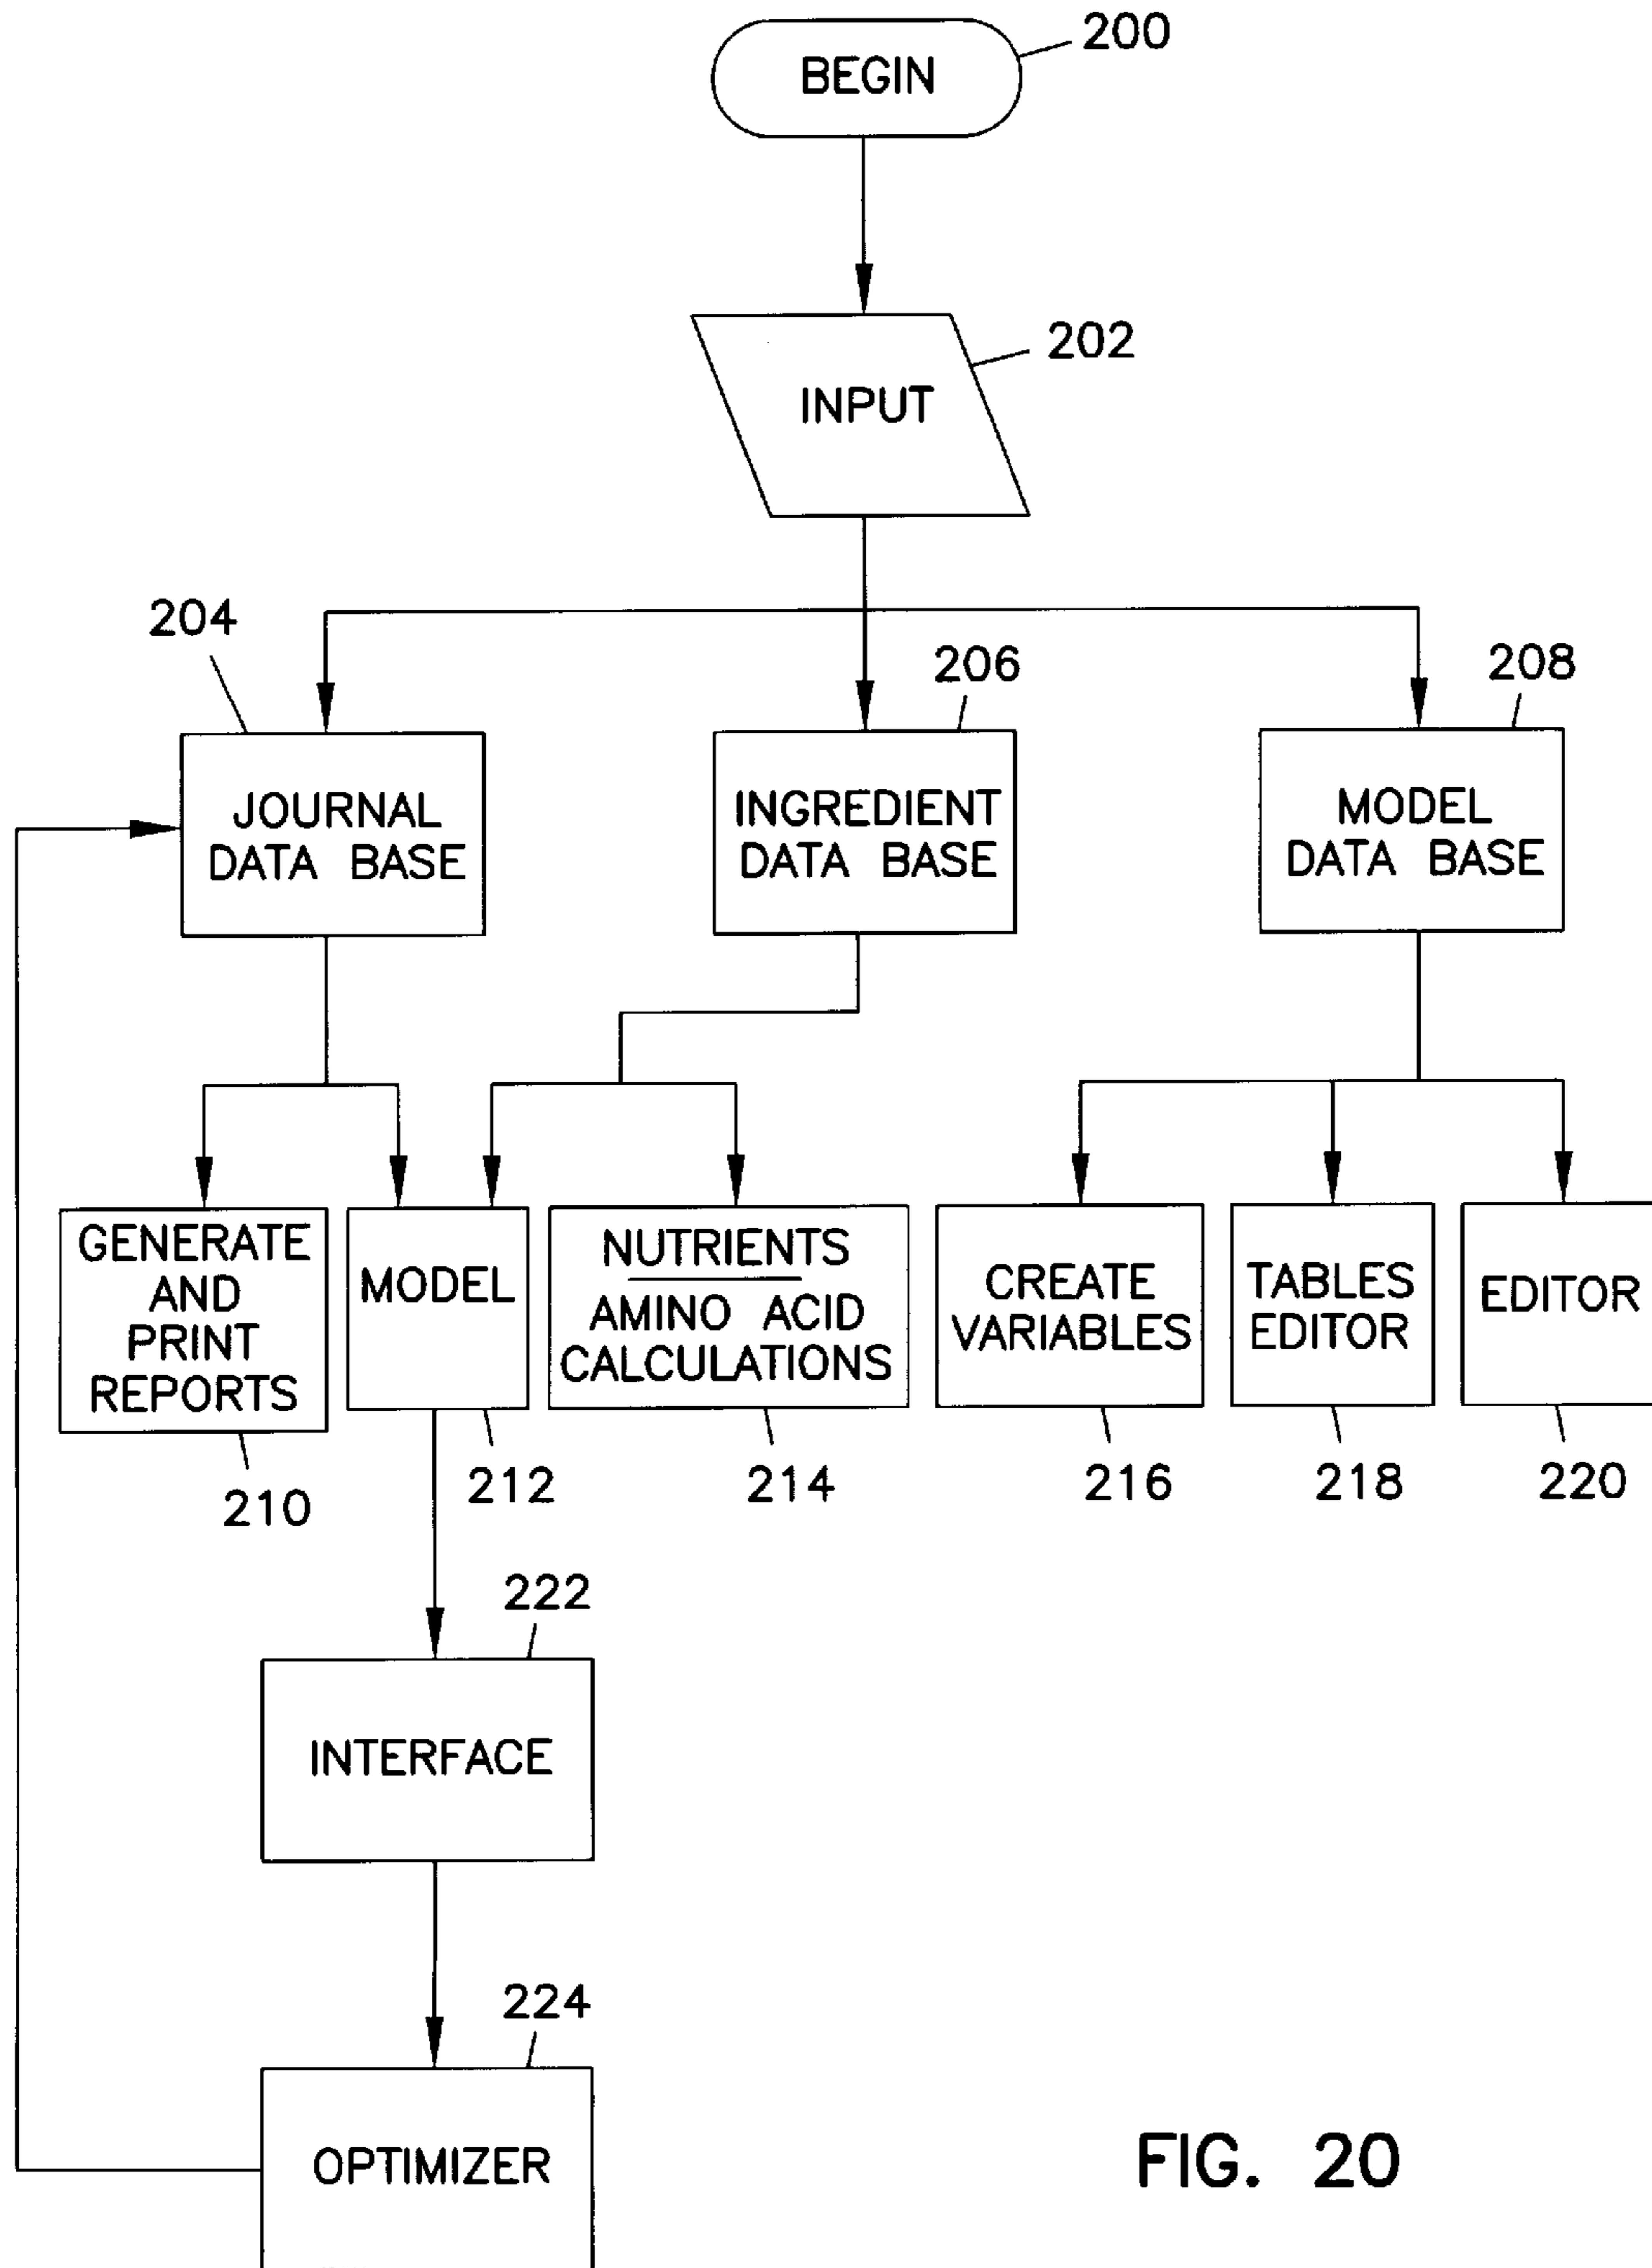 BEGIN
200
INPUT
202
204
206
208
JOURNAL
DATA BASE
INGREDIENT
DATA BASE
MODEL
DATA BASE
GENERATE
AND
PRINT
REPORTS
MODEL
NUTRIENTS
AMINO ACID
CALCULATIONS
CREATE
VARIABLES
TABLES
EDITOR
EDITOR
210
212
214
216
218
220
222
INTERFACE
224
OPTIMIZER
FIG. 20